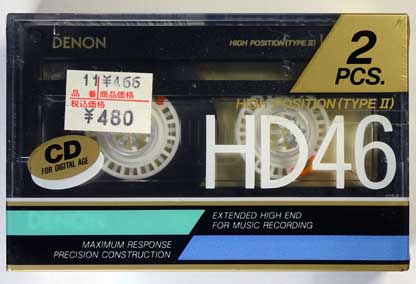 DENON
HIGH POSITION (TYPE II)
2
PCS.
11¥466
品番 商品価格
税込価格
¥480
HIGH POSITION (TYPE II)
HD46
CD
FOR DIGITAL AGE
EXTENDED HIGH END
FOR MUSIC RECORDING
MAXIMUM RESPONSE
PRECISION CONSTRUCTION